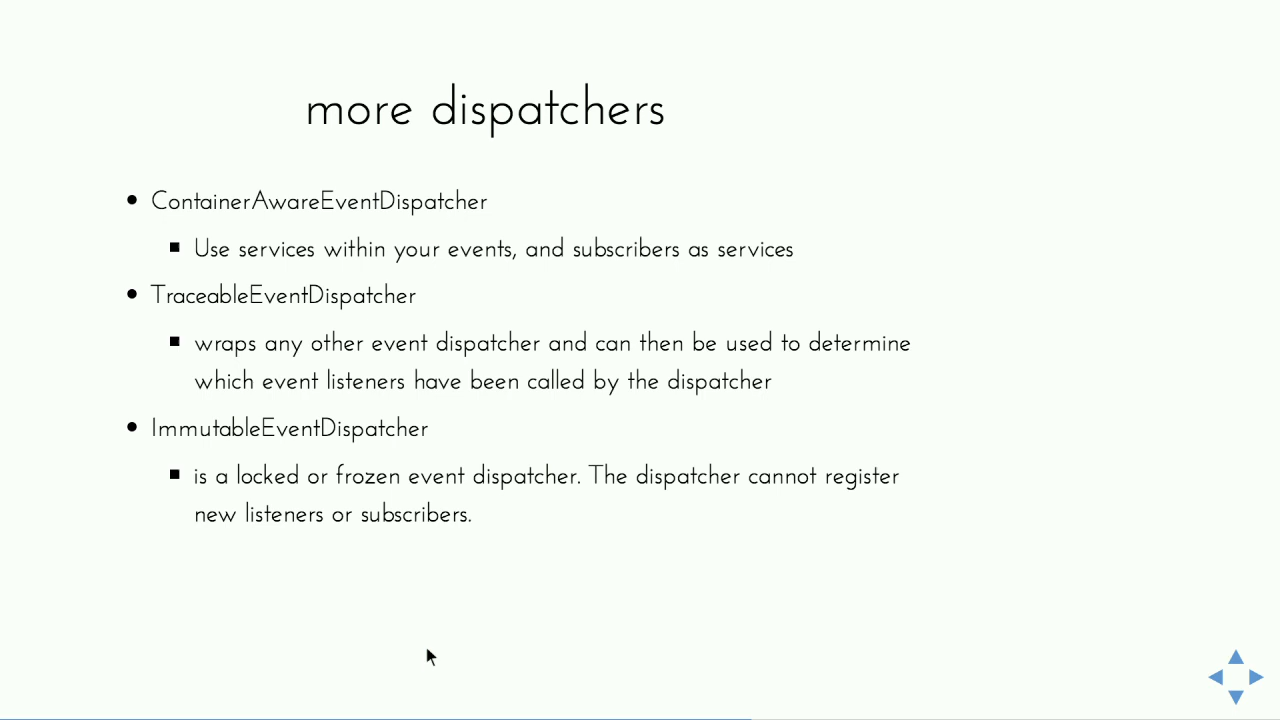 more dispatchers
ContainerAwareEventDispatcher
Use services within your events, and subscribers as services
TraceableEventDispatcher
wraps any other event dispatcher and can then be used to determine
which event listeners have been called by the dispatcher
ImmutableEventDispatcher
is a locked or frozen event dispatcher. The dispatcher cannot register
new listeners or subscribers.